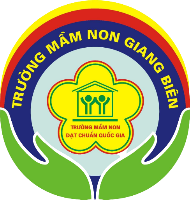 TRƯỜNG MẦM NON GIANG BIÊN
TRƯỜNG MẦM NON
ĐẠT CHUẨN QUỐC GIA